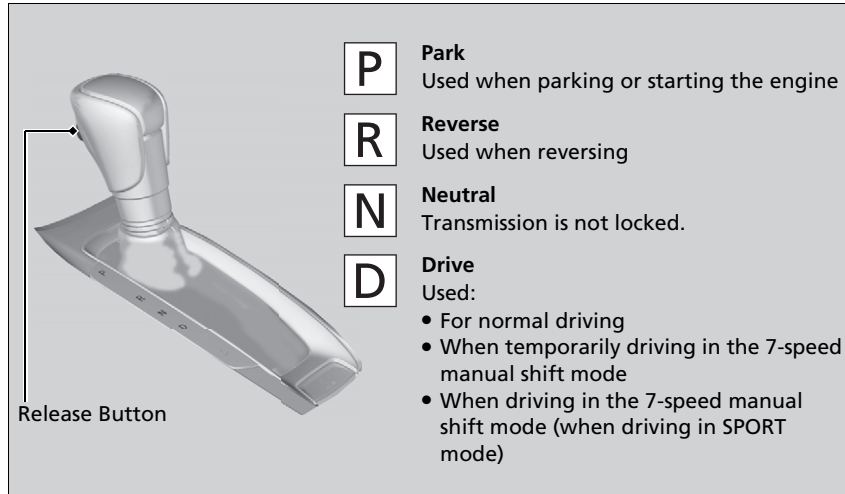 P
Park
Used when parking or starting the engine
R
Reverse
Used when reversing
N
Neutral
Transmission is not locked.
D
Drive
Used:
• For normal driving
• When temporarily driving in the 7-speed
manual shift mode
• When driving in the 7-speed manual
shift mode (when driving in SPORT
mode)
P
R
N
D
Release Button